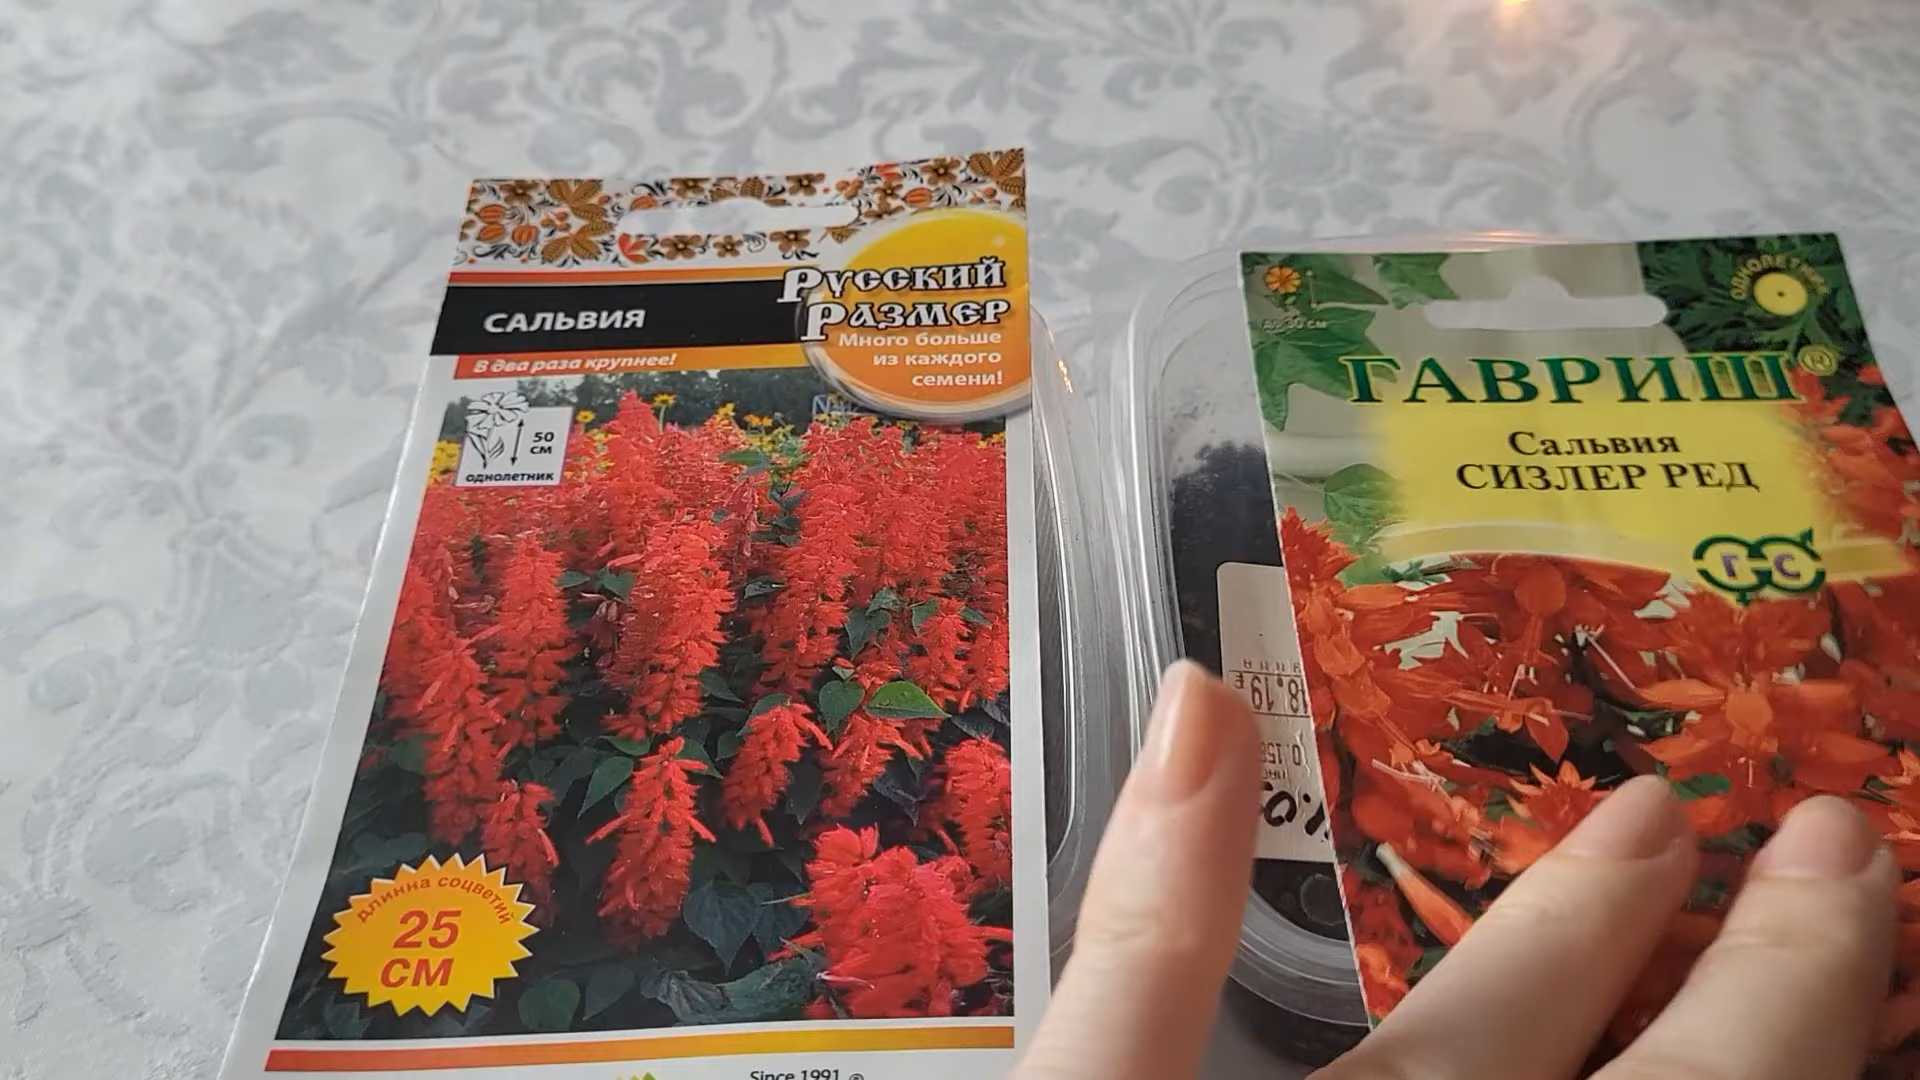 Русский
Размер
САЛЬВИЯ
В два раза крупнее!
Много больше
из каждого
семени!
50
см
однолетник
длинна соцветий
25
см
Since 1991
ОДНОЛЕТНИК
до 30 см
ГАВРИШ®
Сальвия
СИЗЛЕР РЕД
Г С